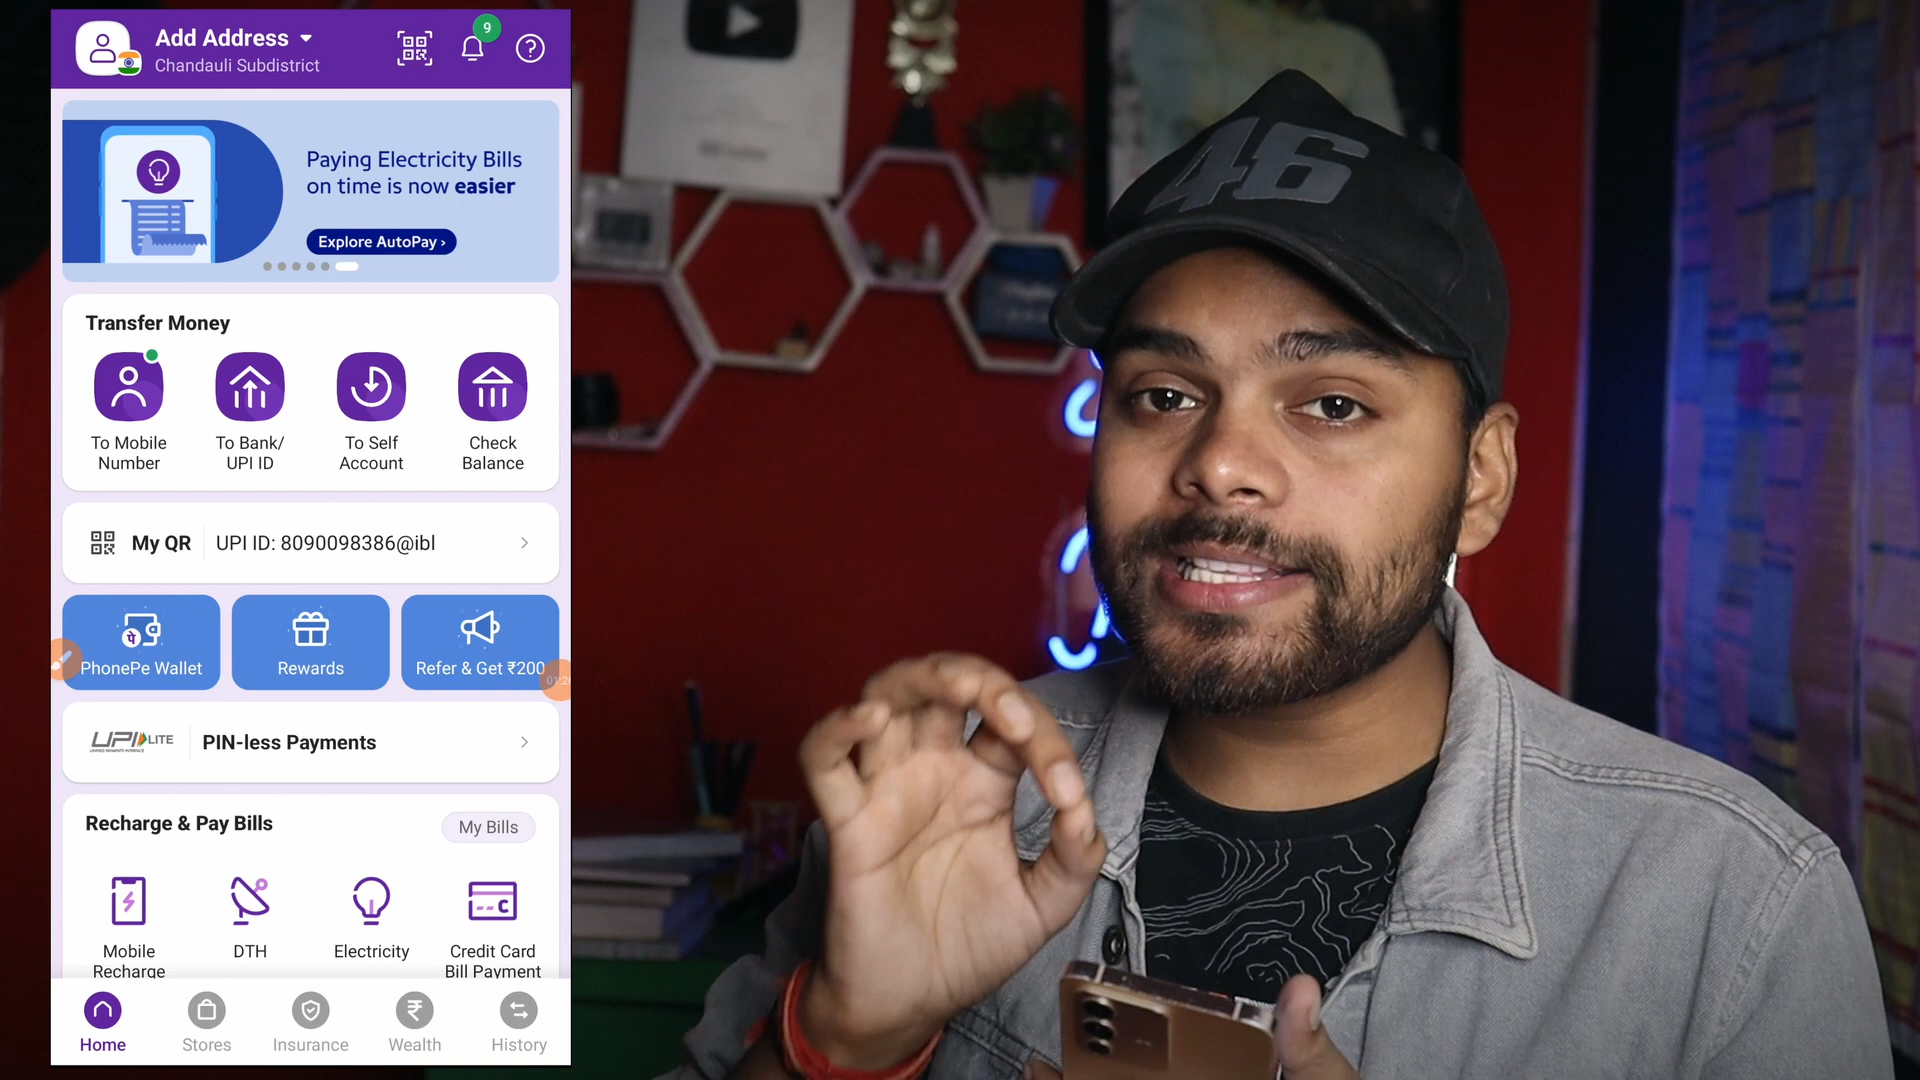 Add Address
Chandauli Subdistrict
9
?
Paying Electricity Bills
on time is now easier
Explore AutoPay ›
Transfer Money
To Mobile
Number
To Bank/
UPI ID
To Self
Account
Check
Balance
My QR
UPI ID: 8090098386@ibl
पे
PhonePe Wallet
Rewards
Refer & Get ₹200
UPI LITE
UNIFIED PAYMENTS INTERFACE
PIN-less Payments
Recharge & Pay Bills
My Bills
Mobile
Recharge
DTH
Electricity
Credit Card
Bill Payment
Home
Stores
Insurance
Wealth
History
46